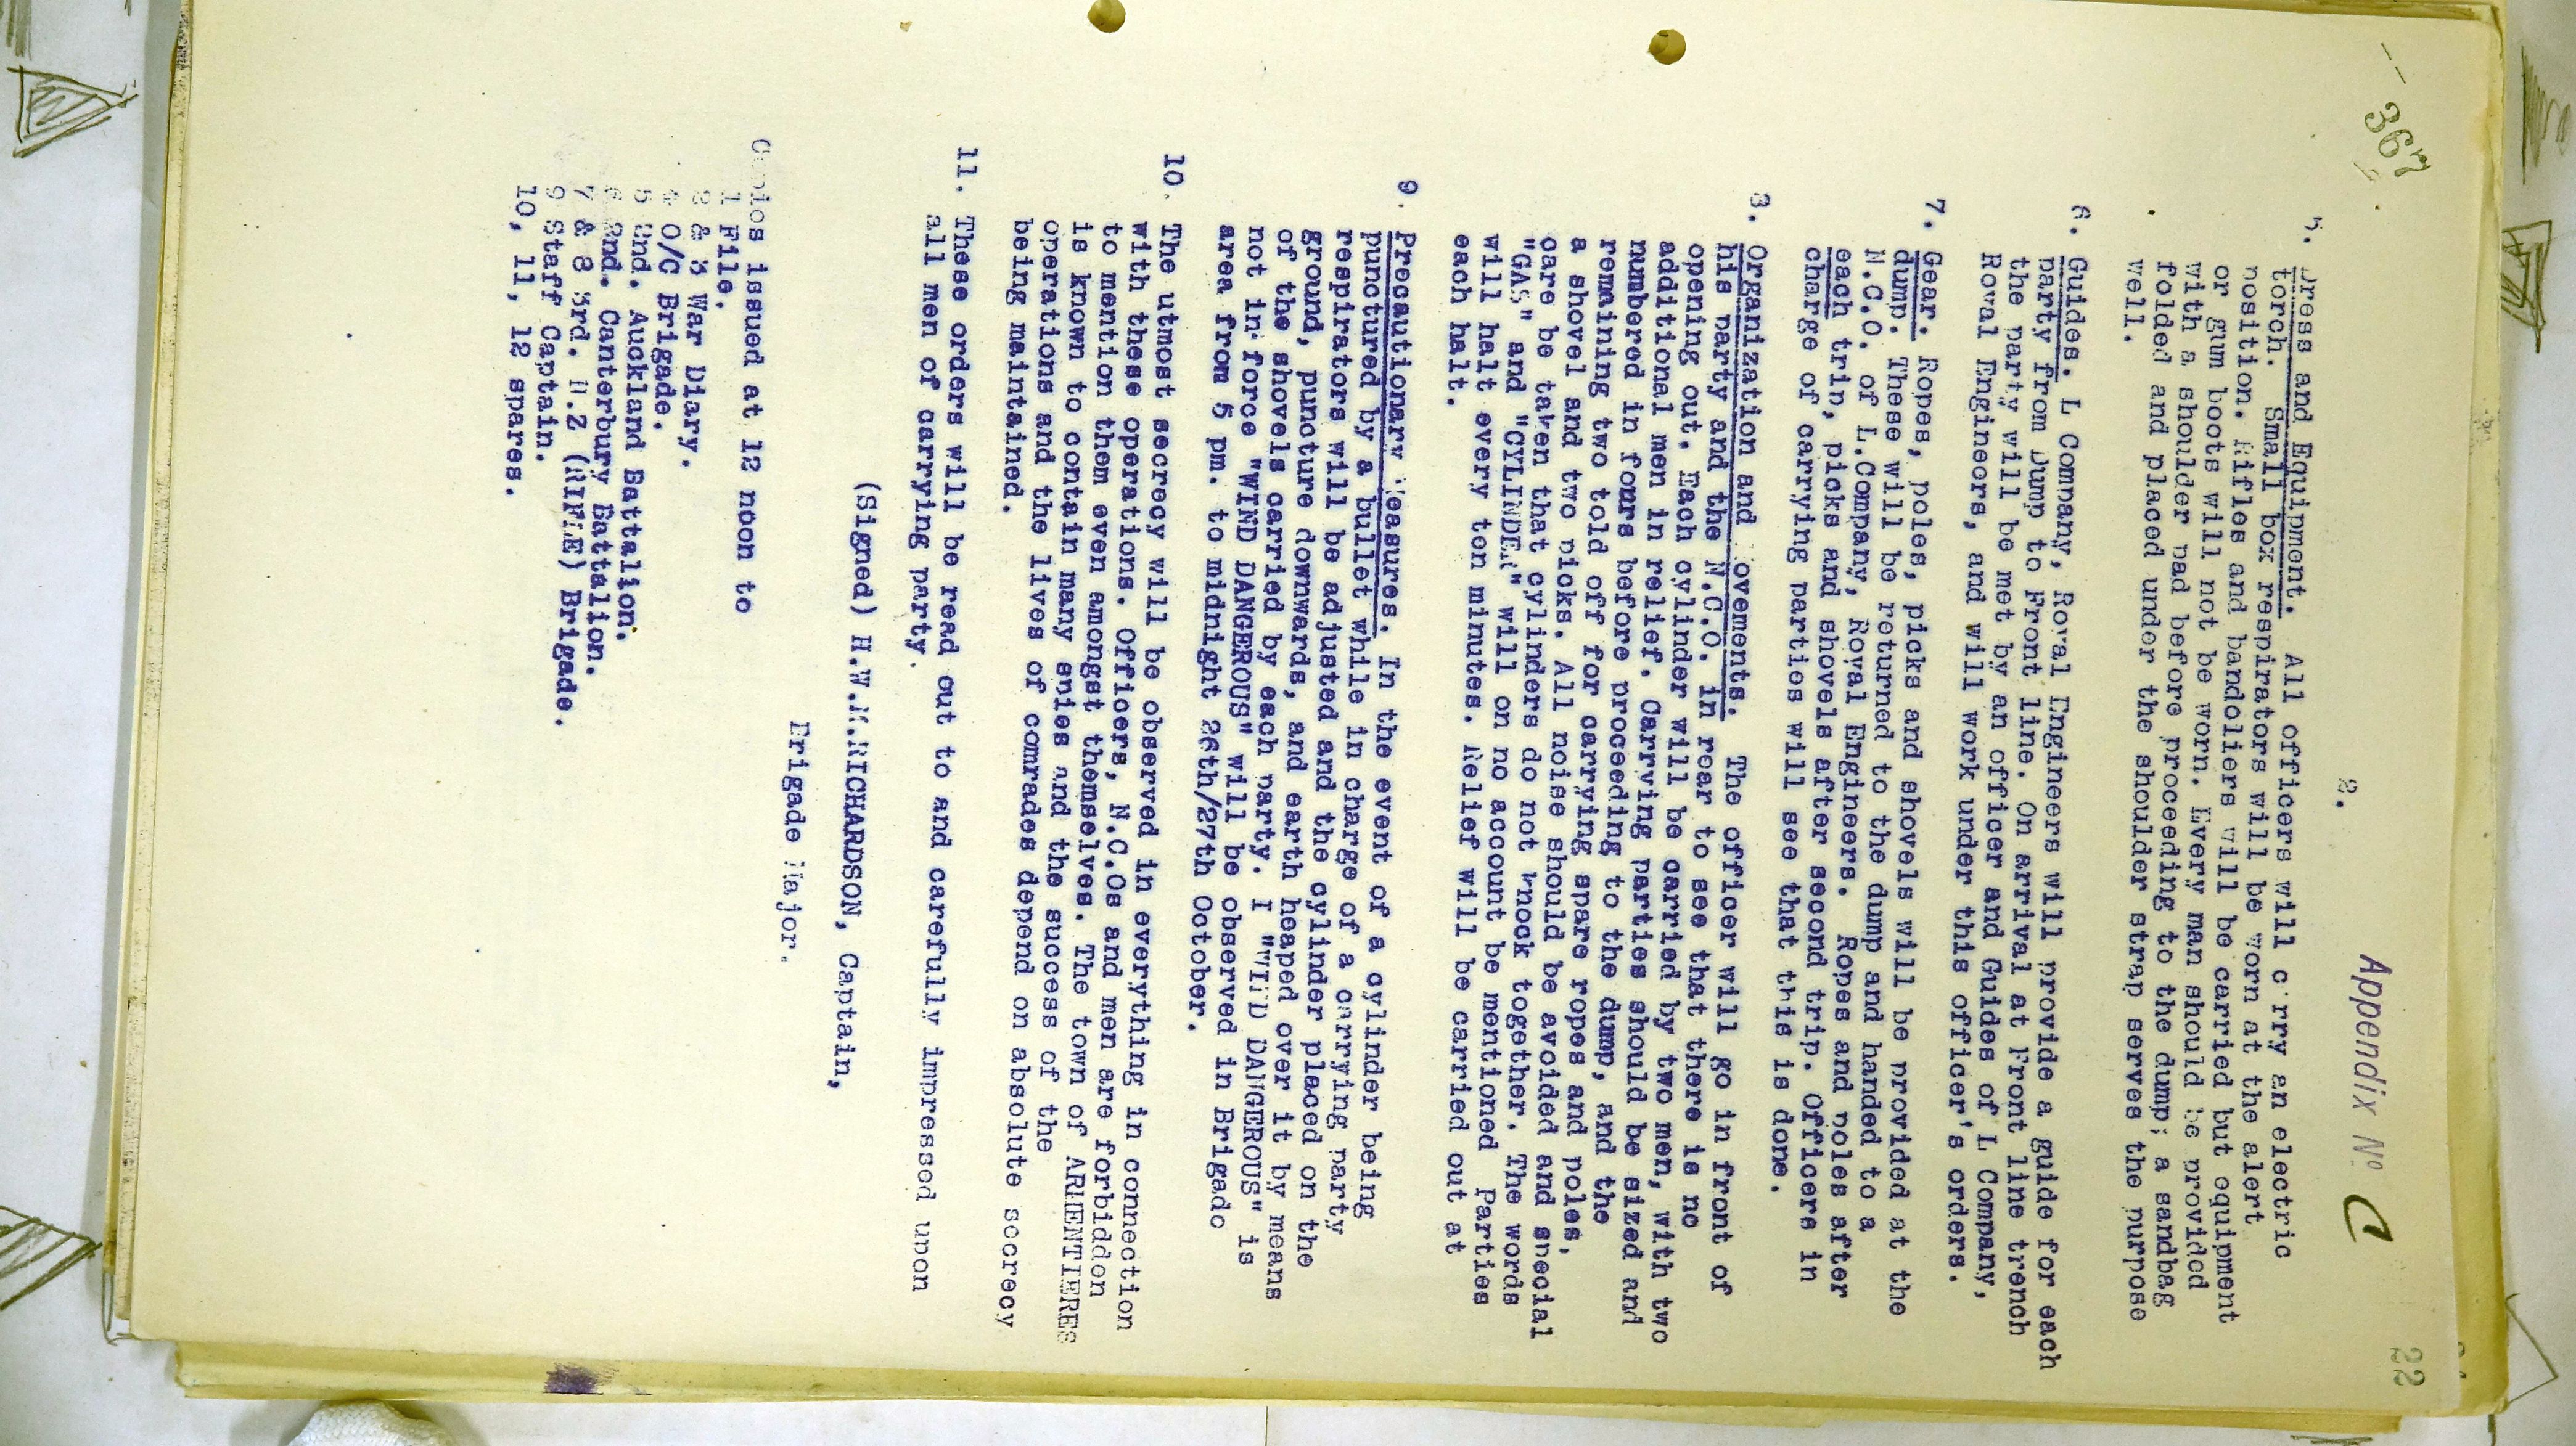 367
22
Appendix No C
2.
5. Dress and Equipment. All officers will carry an electric
torch. Small box respirators will be worn at the alert
position. Rifles and bandoliers will be carried but equipment
or gum boots will not be worn. Every man should be provided
with a shoulder pad before proceeding to the dump; a sandbag
folded and placed under the shoulder strap serves the purpose
well.
6. Guides. L Company, Royal Engineers will provide a guide for each
party from Dump to Front line. On arrival at Front line trench
the party will be met by an officer and Guides of L Company,
Royal Engineers, and will work under this officer's orders.
7. Gear. Ropes, poles, picks and shovels will be provided at the
dump. These will be returned to the dump and handed to a
N.C.O. of L.Company, Royal Engineers. Ropes and poles after
each trip, picks and shovels after second trip. Officers in
charge of carrying parties will see that this is done.
8. Organization and Movements. The officer will go in front of
his party and the N.C.O. in rear to see that there is no
opening out. Each cylinder will be carried by two men, with two
additional men in relief. Carrying parties should be sized and
numbered in fours before proceeding to the dump, and the
remaining two told off for carrying spare ropes and poles,
a shovel and two picks. All noise should be avoided and special
care be taken that cylinders do not knock together. The words
"GAS" and "CYLINDER" will on no account be mentioned Parties
will halt every ten minutes. Relief will be carried out at
each halt.
9. Precautionary Measures. In the event of a cylinder being
punctured by a bullet while in charge of a carrying party
respirators will be adjusted and the cylinder placed on the
ground, puncture downwards, and earth heaped over it by means
of the shovels carried by each party. I "WIND DANGEROUS" is
not in force "WIND DANGEROUS" will be observed in Brigade
area from 5 pm. to midnight 26th/27th October.
10. The utmost secrecy will be observed in everything in connection
with these operations. Officers, N.C.Os and men are forbidden
to mention them even amongst themselves. The town of ARMENTIERES
is known to contain many spies and the success of the
operations and the lives of comrades depend on absolute secrecy
being maintained.
11. These orders will be read out to and carefully impressed upon
all men of carrying party.
(Signed) H.W.M.RICHARDSON, Captain,
Brigade Major.
Copies issued at 12 noon to
1 File.
2 & 3 War Diary.
4 O/C Brigade.
5 2nd. Auckland Battalion.
6 2nd. Canterbury Battalion.
7 & 8 3rd. N.Z (RIFLE) Brigade.
9 Staff Captain.
10, 11, 12 spares.